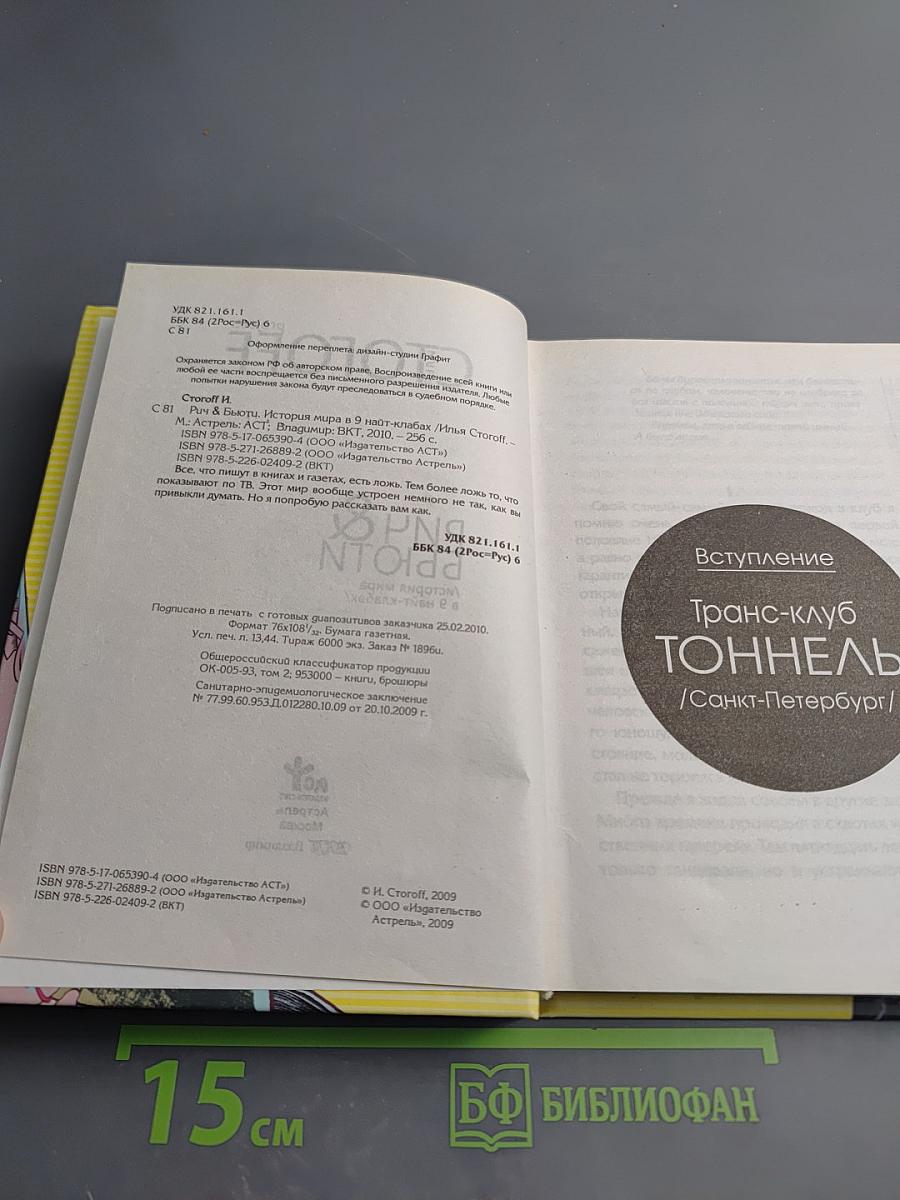 УДК 821.161.1
ББК 84 (2Рос=Рус) 6
С 81
Оформление переплета: дизайн-студии Графит
Охраняется законом РФ об авторском праве. Воспроизведение всей книги или
любой ее части воспрещается без письменного разрешения издателя. Любые
попытки нарушения закона будут преследоваться в судебном порядке.
Стогоff И.
С 81 Рич & Бьюти. История мира в 9 найт-клабах /Илья Стогоff. –
М.: Астрель: АСТ; Владимир: ВКТ, 2010. – 256 с.
ISBN 978-5-17-065390-4 (ООО «Издательство АСТ»)
ISBN 978-5-271-26889-2 (ООО «Издательство Астрель»)
ISBN 978-5-226-02409-2 (ВКТ)
Все, что пишут в книгах и газетах, есть ложь. Тем более ложь то, что
показывают по ТВ. Этот мир вообще устроен немного не так, как вы
привыкли думать. Но я попробую рассказать вам как.
УДК 821.161.1
ББК 84 (2Рос=Рус) 6
Подписано в печать с готовых диапозитивов заказчика 25.02.2010.
Формат 76х108 1/32. Бумага газетная.
Усл. печ. л. 13,44. Тираж 6000 экз. Заказ № 1896и.
Общероссийский классификатор продукции
ОК-005-93, том 2; 953000 – книги, брошюры
Санитарно-эпидемиологическое заключение
№ 77.99.60.953.Д.012280.10.09 от 20.10.2009 г.
ISBN 978-5-17-065390-4 (ООО «Издательство АСТ»)
ISBN 978-5-271-26889-2 (ООО «Издательство Астрель»)
ISBN 978-5-226-02409-2 (ВКТ)
© И. Стогоff, 2009
© ООО «Издательство
Астрель», 2009
Вступление
Транс-клуб
ТОННЕЛЬ
/Санкт-Петербург/
15 см
БФ БИБЛИОФАН